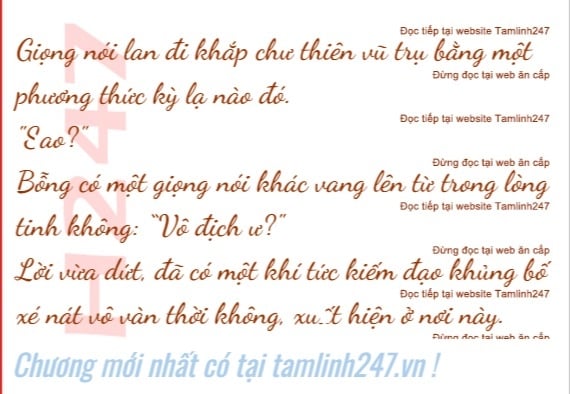 Đọc tiếp tại website Tamlinh247
Giọng nói lan đi khắp chư thiên vũ trụ bằng một
Đừng đọc tại web ăn cắp
phương thức kỳ lạ nào đó.
Đọc tiếp tại website Tamlinh247
"Eao?"
Đừng đọc tại web ăn cắp
Bỗng có một giọng nói khác vang lên từ trong lòng
Đọc tiếp tại website Tamlinh247
tinh không: "Vô địch ư?"
Đừng đọc tại web ăn cắp
Lời vừa dứt, đã có một khí tức kiếm đạo khủng bố
Đọc tiếp tại website Tamlinh247
xé nát vô vàn thời không, hiện ở nơi này.
Đừng đọc tại web ăn cắp
H247
Chương mới nhất có tại tamlinh247.vn !